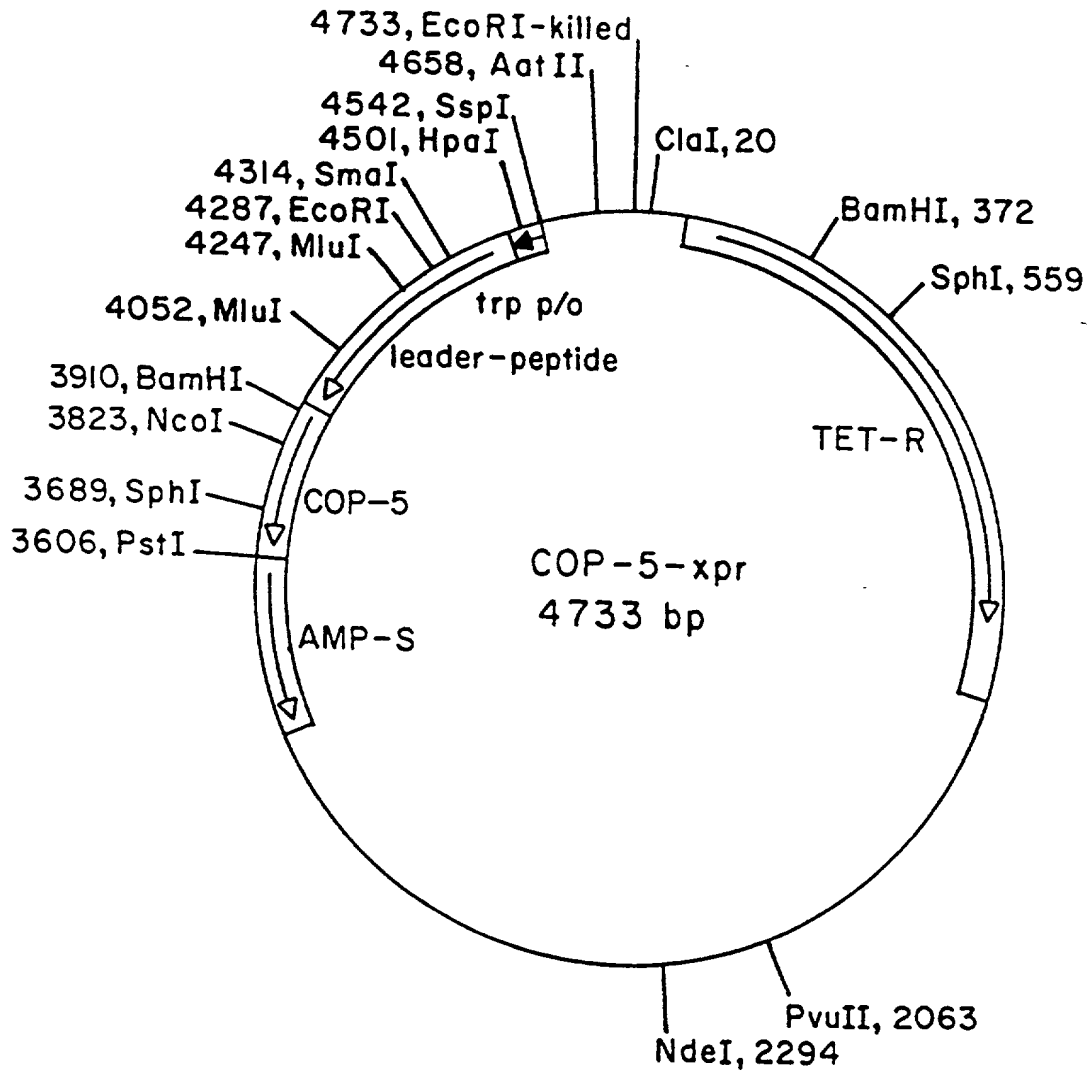 4733, EcoRI-killed
4658, AatII
4542, SspI
4501, HpaI
4314, SmaI
4287, EcoRI
4247, MluI
4052, MluI
3910, BamHI
3823, NcoI
3689, SphI
3606, PstI
ClaI, 20
BamHI, 372
SphI, 559
trp p/o
leader-peptide
TET-R
COP-5
AMP-S
COP-5-xpr
4733 bp
PvuII, 2063
NdeI, 2294